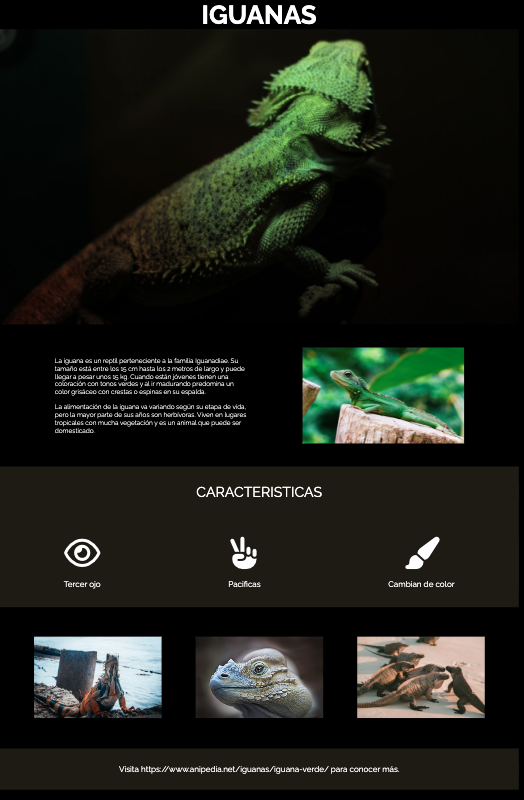 IGUANAS
La iguana es un reptil perteneciente a la familia Iguanadiae. Su
tamaño está entre los 15 cm hasta los 2 metros de largo y puede
llegar a pesar unos 15 kg. Cuando están jóvenes tienen una
coloración con tonos verdes y al ir madurando predomina un
color grisáceo con crestas o espinas en su espalda.
La alimentación de la iguana va variando según su etapa de vida,
pero la mayor parte de sus años son herbívoras. Viven en lugares
tropicales con mucha vegetación y es un animal que puede ser
domesticado.
CARACTERISTICAS
Tercer ojo
Pacificas
Cambian de color
Visita https://www.anipedia.net/iguanas/iguana-verde/ para conocer más.